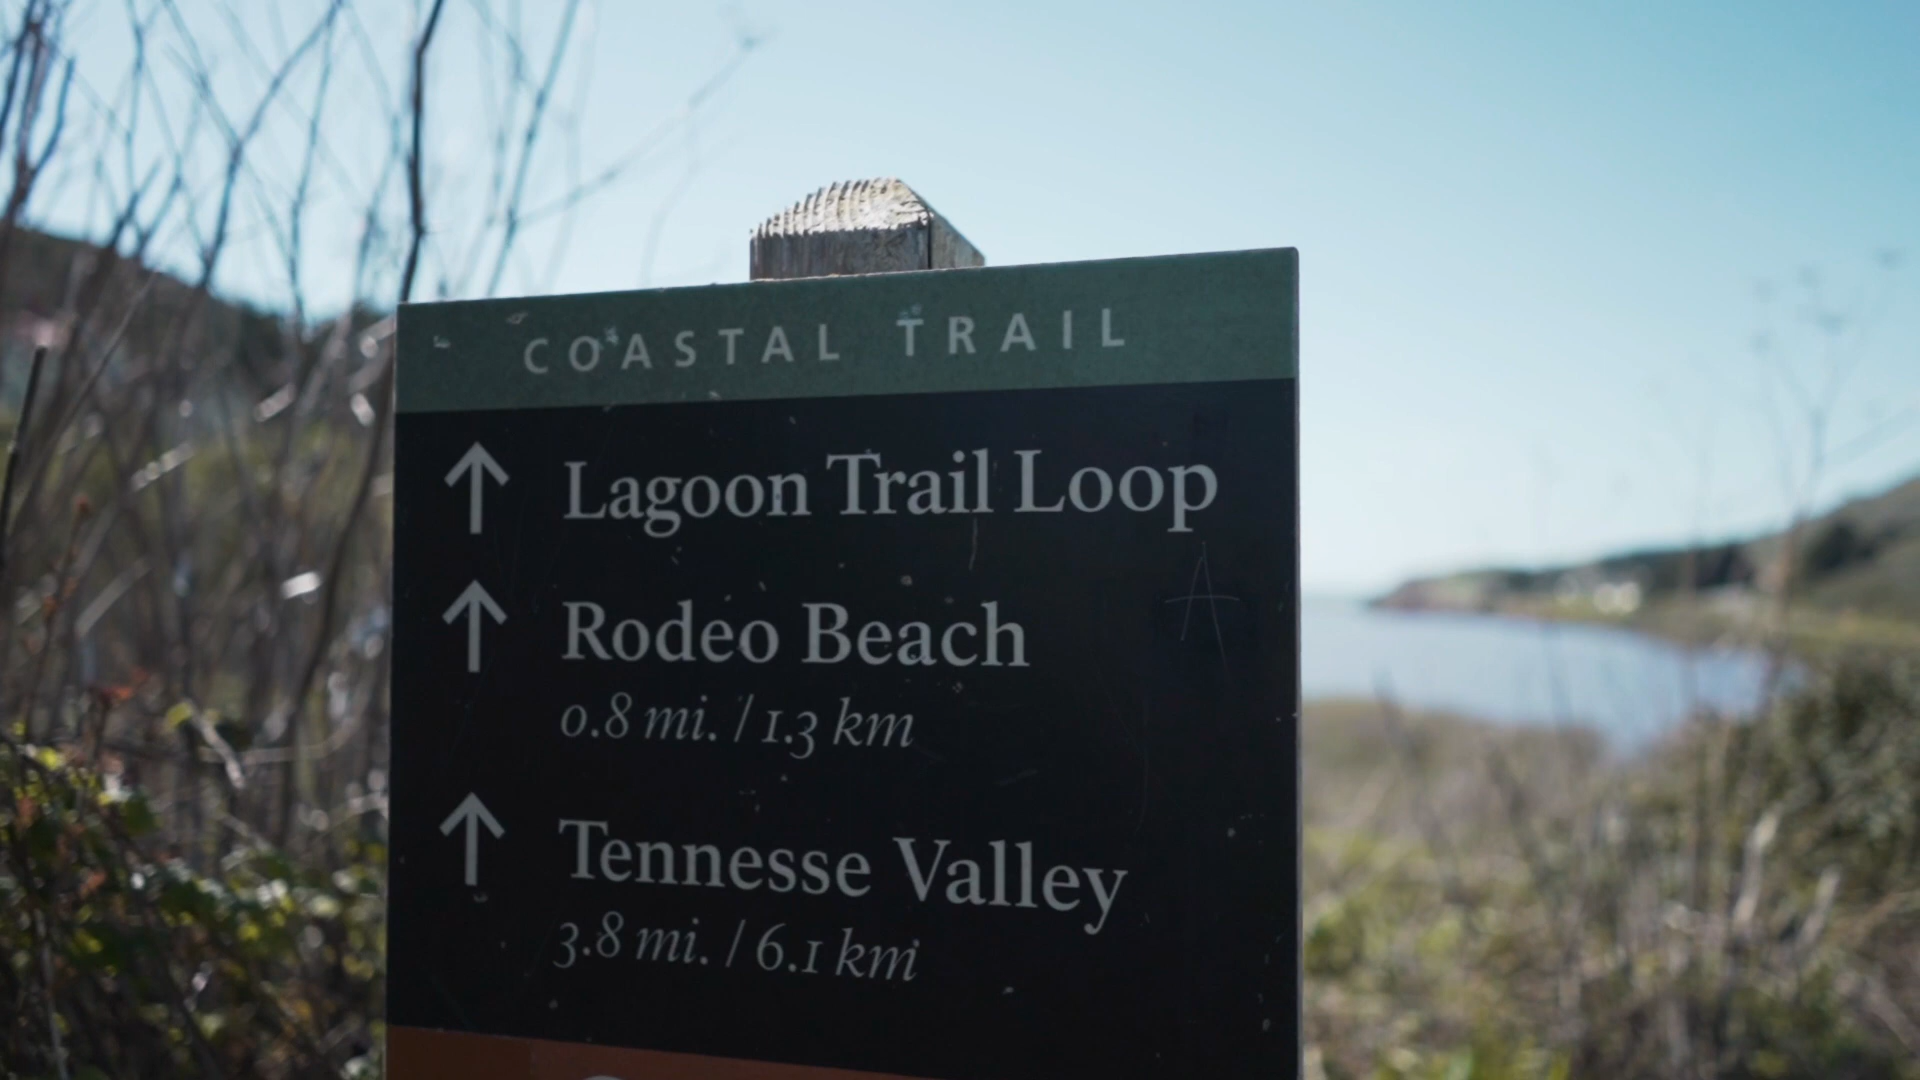 COASTAL TRAIL
↑ Lagoon Trail Loop
↑ Rodeo Beach
0.8 mi. / 1.3 km
↑ Tennesse Valley
3.8 mi. / 6.1 km
A